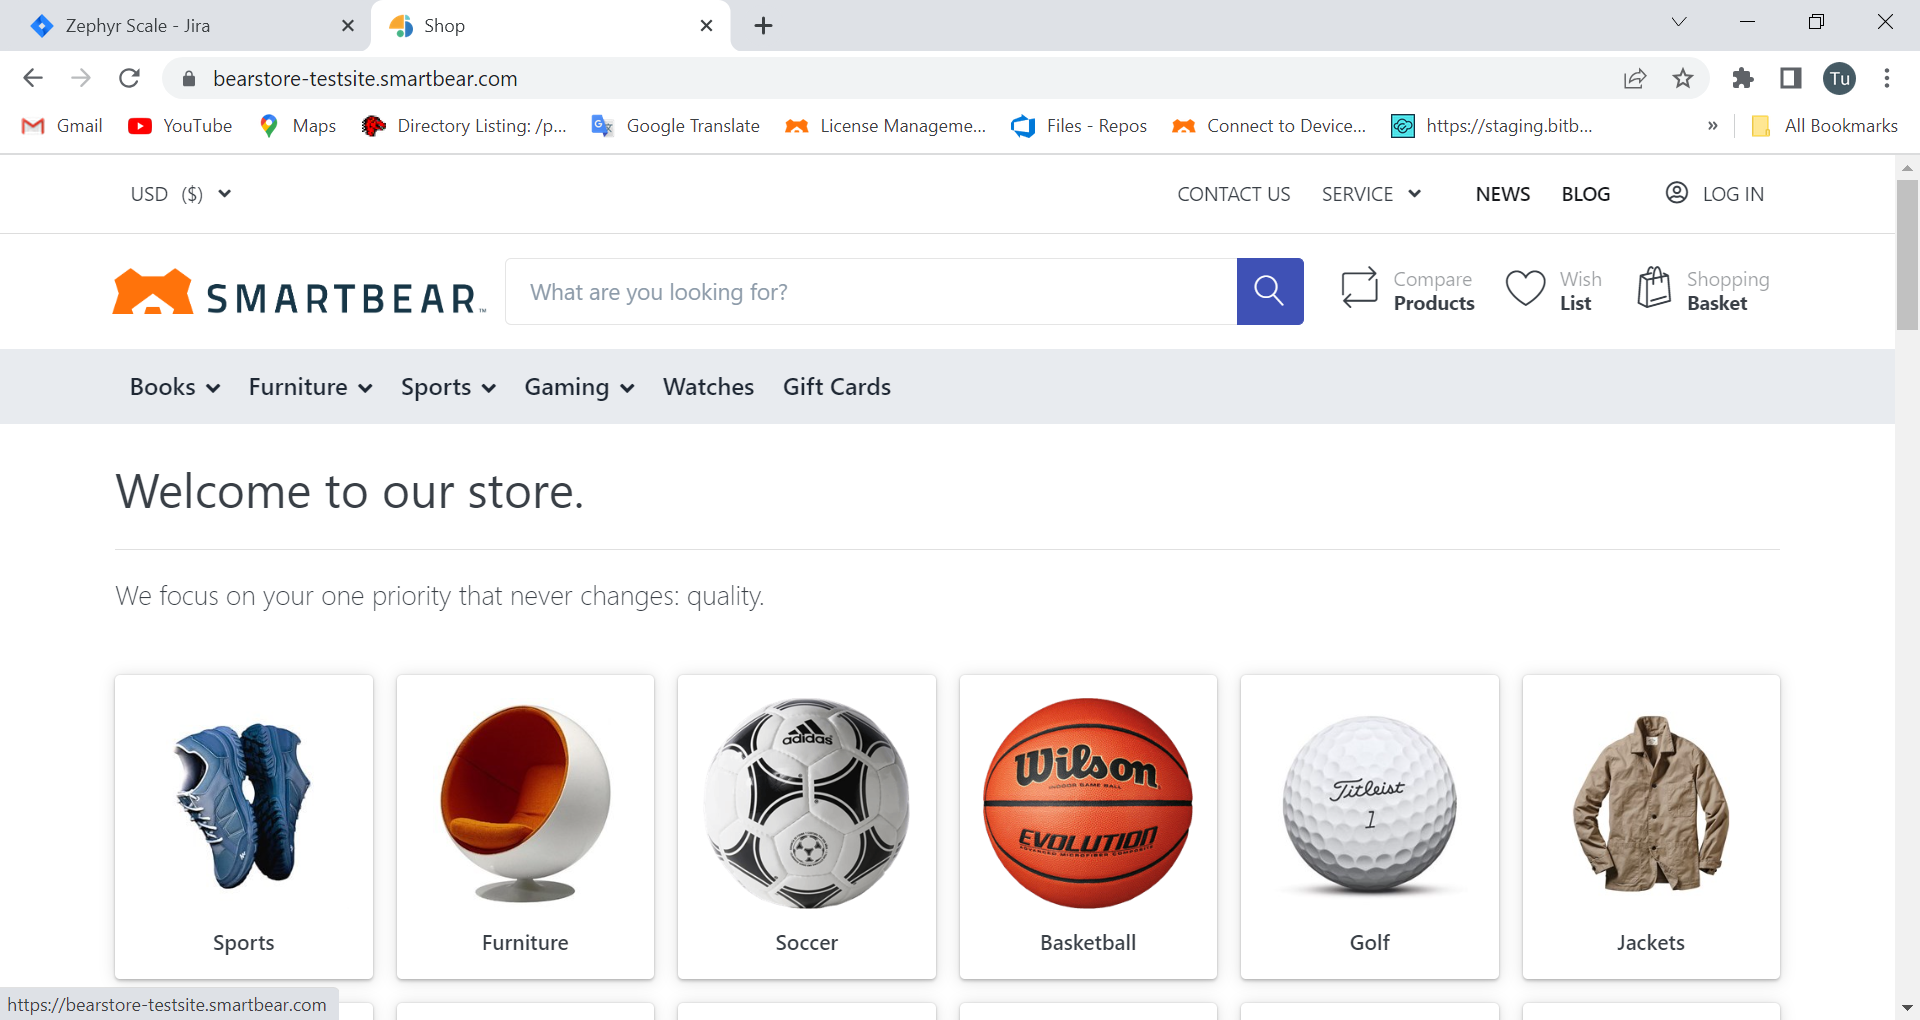 Zephyr Scale - Jira
Shop
bearstore-testsite.smartbear.com
Tu
Gmail
YouTube
Maps
Directory Listing: /p...
Google Translate
License Manageme...
Files - Repos
Connect to Device...
https://staging.bitb...
»
All Bookmarks
USD ($)
CONTACT US
SERVICE
NEWS
BLOG
LOG IN
SMARTBEAR™
What are you looking for?
Compare
Products
Wish
List
Shopping
Basket
Books
Furniture
Sports
Gaming
Watches
Gift Cards
Welcome to our store.
We focus on your one priority that never changes: quality.
adidas
Wilson
INDOOR GAME BALL
EVOLUTION
ADVANCED MICROFIBER COMPOSITE
Titleist
1
Sports
Furniture
Soccer
Basketball
Golf
Jackets
https://bearstore-testsite.smartbear.com